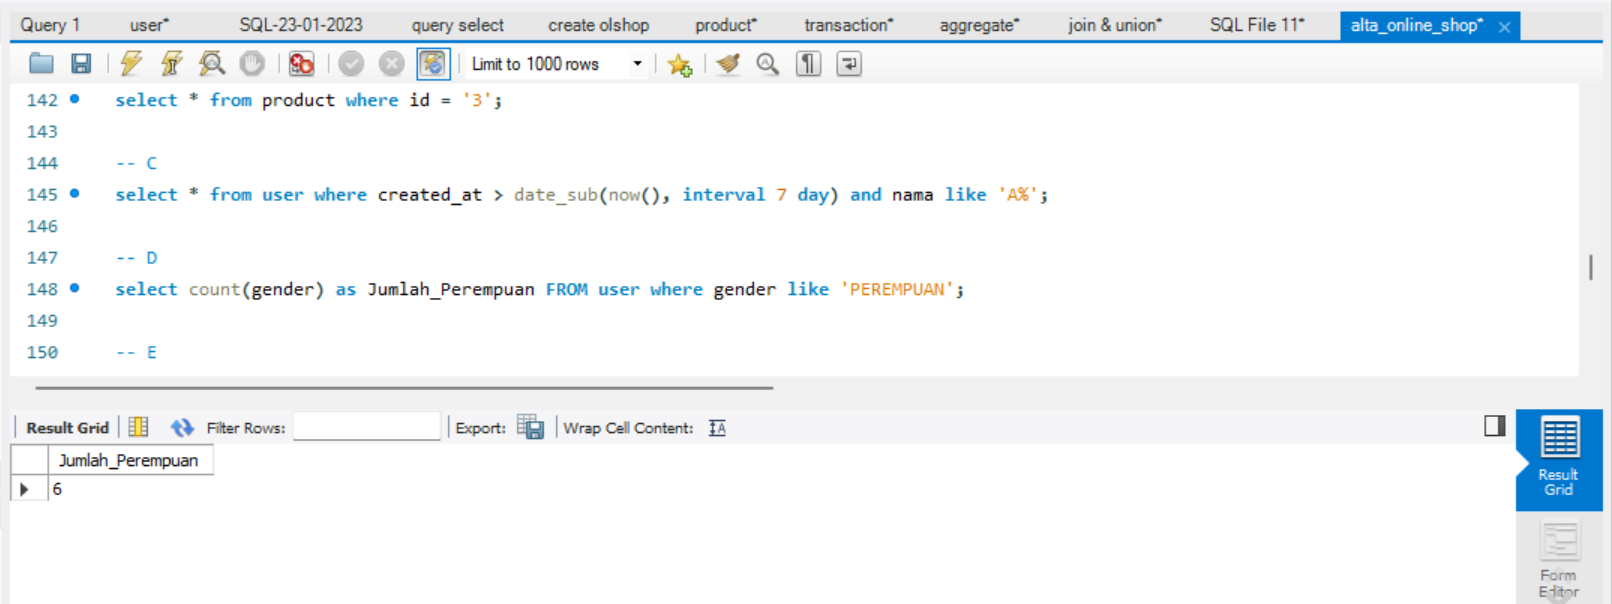 Query 1 user* SQL-23-01-2023 query select create olshop product* transaction* aggregate* join & union* SQL File 11* alta_online_shop* ×
Limit to 1000 rows
142 select * from product where id = '3';
143
144 -- C
145 select * from user where created_at > date_sub(now(), interval 7 day) and nama like 'A%';
146
147 -- D
148 select count(gender) as Jumlah_Perempuan FROM user where gender like 'PEREMPUAN';
149
150 -- E
Result Grid Filter Rows: Export: Wrap Cell Content: IA
Jumlah_Perempuan
6
Result
Grid
Form
Editor